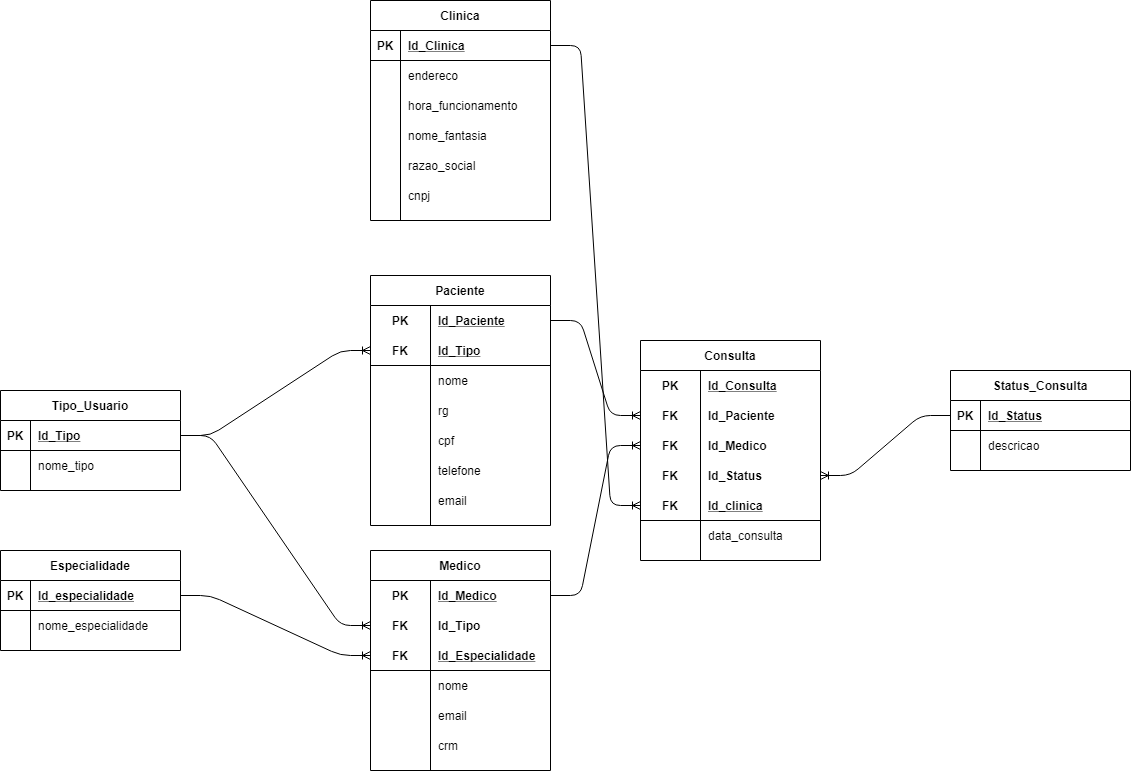 Clinica
PK Id_Clinica
endereco
hora_funcionamento
nome_fantasia
razao_social
cnpj
Paciente
PK Id_Paciente
FK Id_Tipo
nome
rg
cpf
telefone
email
Tipo_Usuario
PK Id_Tipo
nome_tipo
Especialidade
PK Id_especialidade
nome_especialidade
Medico
PK Id_Medico
FK Id_Tipo
FK Id_Especialidade
nome
email
crm
Consulta
PK Id_Consulta
FK Id_Paciente
FK Id_Medico
FK Id_Status
FK Id_clinica
data_consulta
Status_Consulta
PK Id_Status
descricao